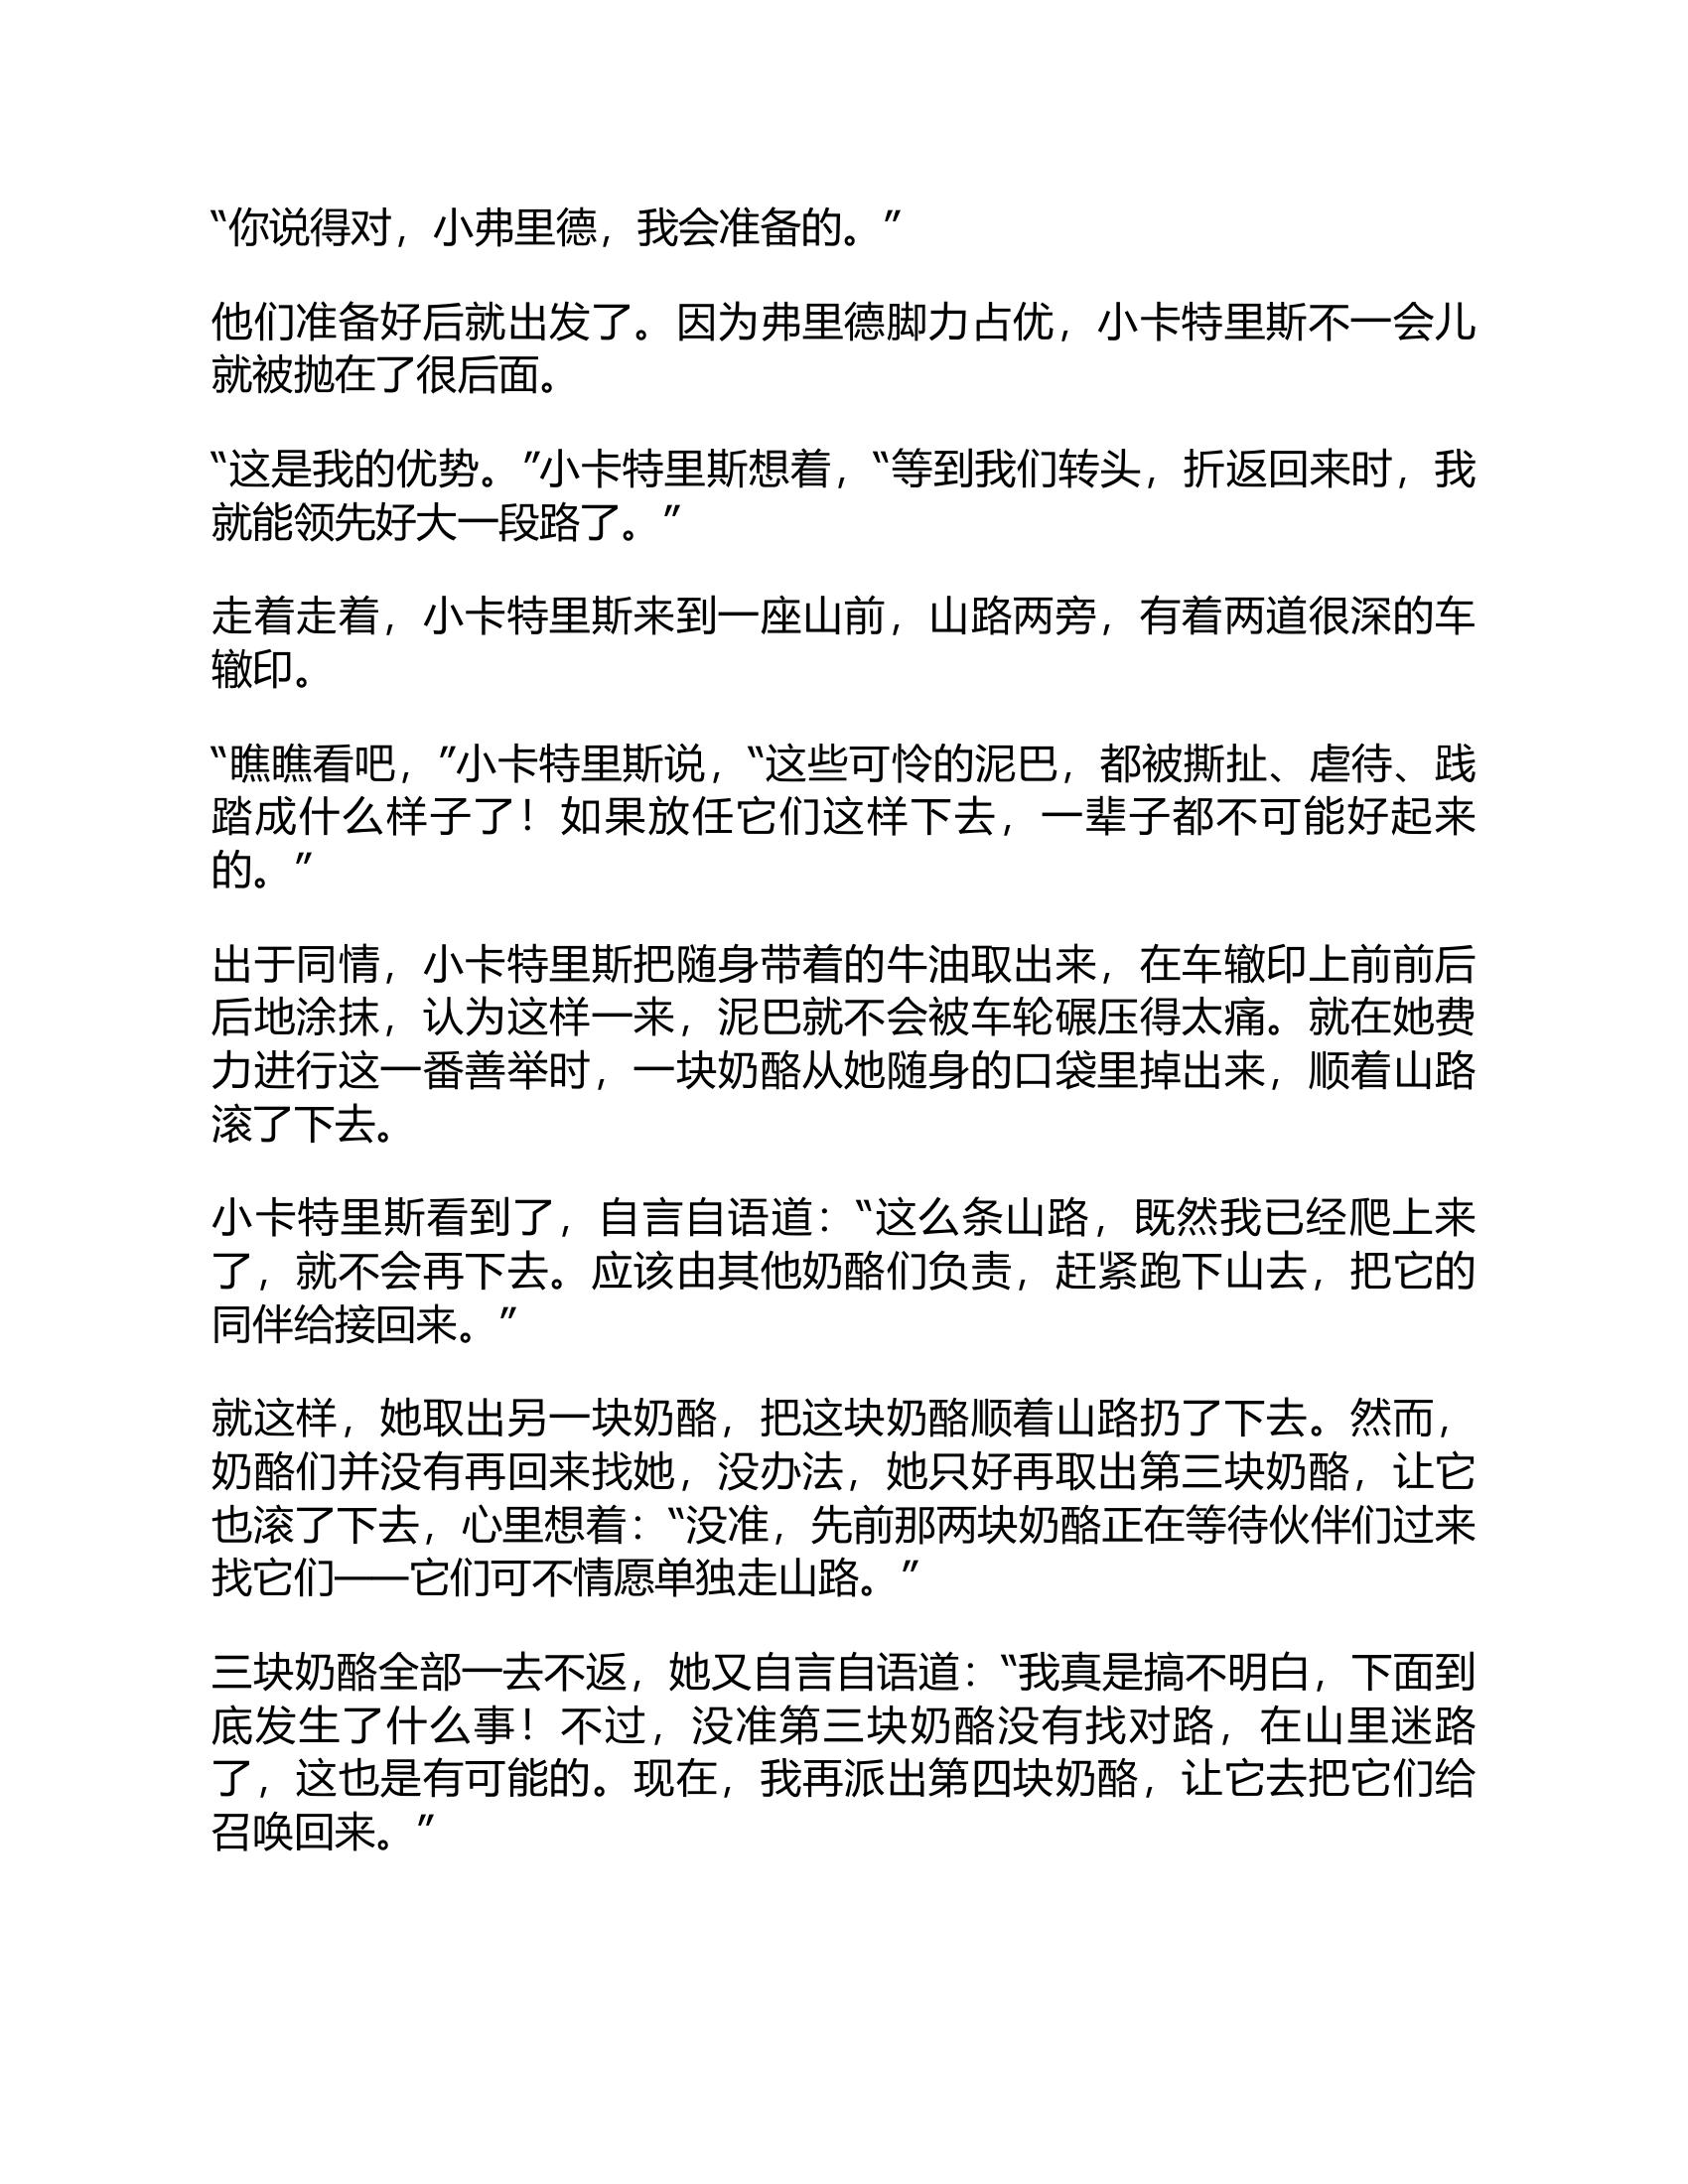 “你说得对，小弗里德，我会准备的。”
他们准备好后就出发了。因为弗里德脚力占优，小卡特里斯不一会儿
就被抛在了很后面。
“这是我的优势。”小卡特里斯想着，“等到我们转头，折返回来时，我
就能领先好大一段路了。”
走着走着，小卡特里斯来到一座山前，山路两旁，有着两道很深的车
辙印。
“瞧瞧看吧，”小卡特里斯说，“这些可怜的泥巴，都被撕扯、虐待、践
踏成什么样子了！如果放任它们这样下去，一辈子都不可能好起来
的。”
出于同情，小卡特里斯把随身带着的牛油取出来，在车辙印上前前后
后地涂抹，认为这样一来，泥巴就不会被车轮碾压得太痛。就在她费
力进行这一番善举时，一块奶酪从她随身的口袋里掉出来，顺着山路
滚了下去。
小卡特里斯看到了，自言自语道：“这么条山路，既然我已经爬上来
了，就不会再下去。应该由其他奶酪们负责，赶紧跑下山去，把它的
同伴给接回来。”
就这样，她取出另一块奶酪，把这块奶酪顺着山路扔了下去。然而，
奶酪们并没有再回来找她，没办法，她只好再取出第三块奶酪，让它
也滚了下去，心里想着：“没准，先前那两块奶酪正在等待伙伴们过来
找它们——它们可不情愿单独走山路。”
三块奶酪全部一去不返，她又自言自语道：“我真是搞不明白，下面到
底发生了什么事！不过，没准第三块奶酪没有找对路，在山里迷路
了，这也是有可能的。现在，我再派出第四块奶酪，让它去把它们给
召唤回来。”